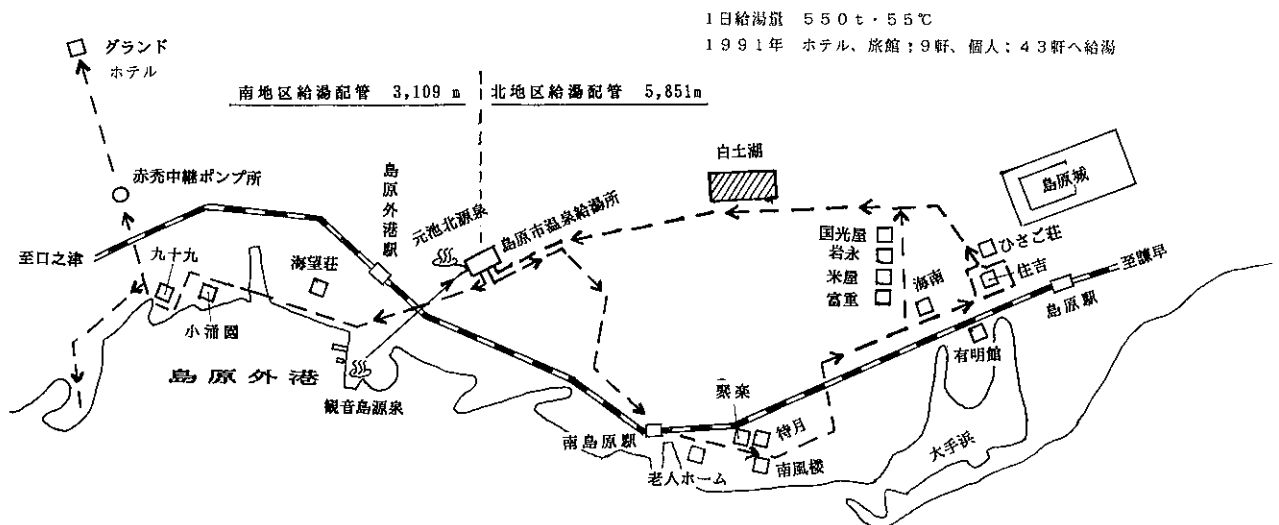 1日給湯量 550t・55℃
1991年 ホテル、旅館;9軒、個人;43軒へ給湯
グランド
ホテル
南地区給湯配管 3,109 m
北地区給湯配管 5,851m
赤禿中継ポンプ所
島原外港駅
元池北源泉
島原市温泉給湯所
白土湖
島原城
至口之津
九十九
小涌園
海望荘
国光屋
岩永
米屋
富重
海南
ひさご荘
住吉
至諫早
島原駅
有明館
島原外港
観音島源泉
聚楽
待月
南島原駅
南風楼
老人ホーム
大手浜